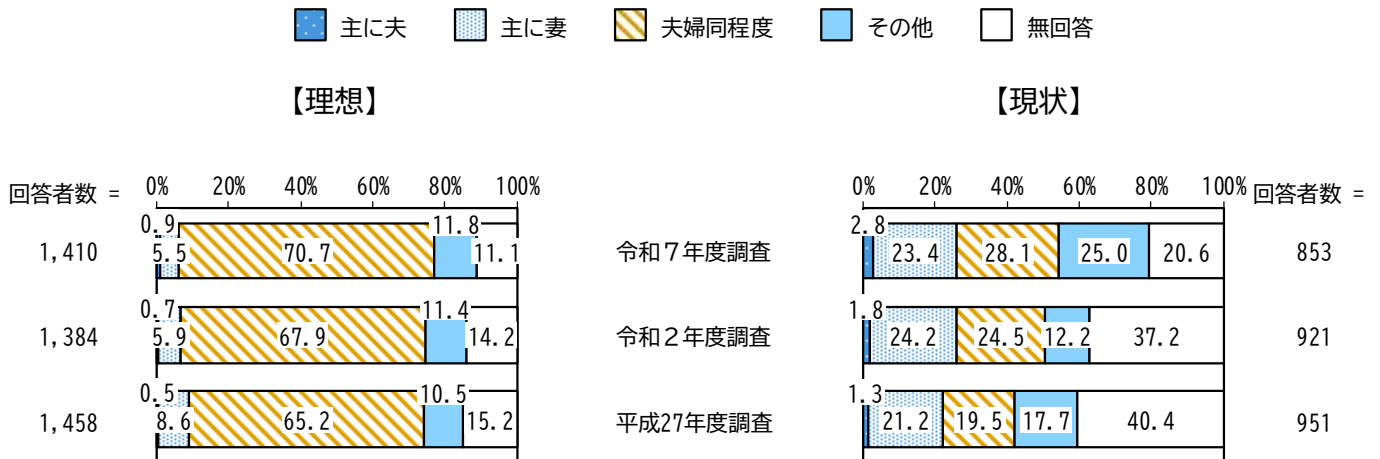 主に夫 主に妻 夫婦同程度 その他 無回答
【理想】 【現状】
回答者数 = 0% 20% 40% 60% 80% 100% 0% 20% 40% 60% 80% 100% 回答者数 =
1,410 0.9 5.5 70.7 11.8 11.1 令和７年度調査 2.8 23.4 28.1 25.0 20.6 853
1,384 0.7 5.9 67.9 11.4 14.2 令和２年度調査 1.8 24.2 24.5 12.2 37.2 921
1,458 0.5 8.6 65.2 10.5 15.2 平成27年度調査 1.3 21.2 19.5 17.7 40.4 951